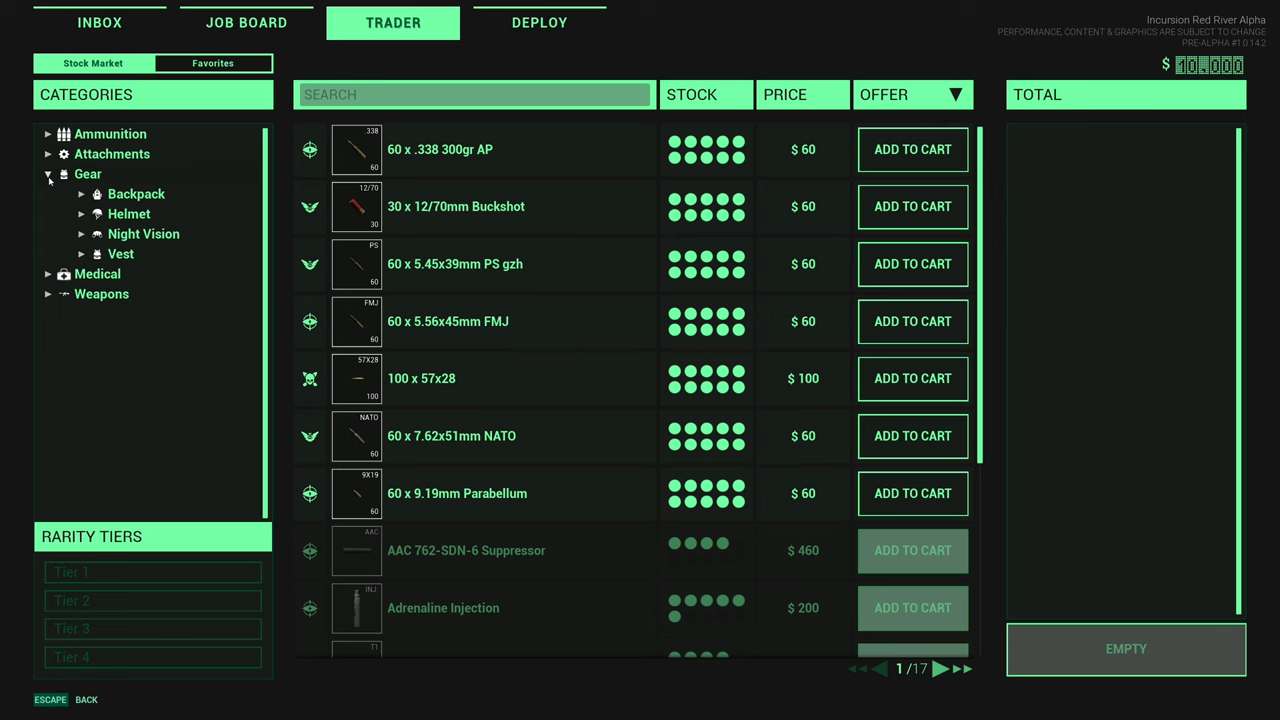 INBOX
JOB BOARD
TRADER
DEPLOY
Incursion Red River Alpha
PERFORMANCE, CONTENT & GRAPHICS ARE SUBJECT TO CHANGE
PRE-ALPHA #1.0.14.2
Stock Market
Favorites
$
CATEGORIES
SEARCH
STOCK
PRICE
OFFER
TOTAL
Ammunition
Attachments
Gear
Backpack
Helmet
Night Vision
Vest
Medical
Weapons
.338
60
60 x .338 300gr AP
$ 60
ADD TO CART
12/70
30
30 x 12/70mm Buckshot
$ 60
ADD TO CART
PS
60
60 x 5.45x39mm PS gzh
$ 60
ADD TO CART
FMJ
60
60 x 5.56x45mm FMJ
$ 60
ADD TO CART
57X28
100
100 x 57x28
$ 100
ADD TO CART
NATO
60
60 x 7.62x51mm NATO
$ 60
ADD TO CART
9X19
60
60 x 9.19mm Parabellum
$ 60
ADD TO CART
AAC
AAC 762-SDN-6 Suppressor
$ 460
ADD TO CART
INJ
Adrenaline Injection
$ 200
ADD TO CART
T1
RARITY TIERS
Tier 1
Tier 2
Tier 3
Tier 4
1/17
EMPTY
ESCAPE BACK